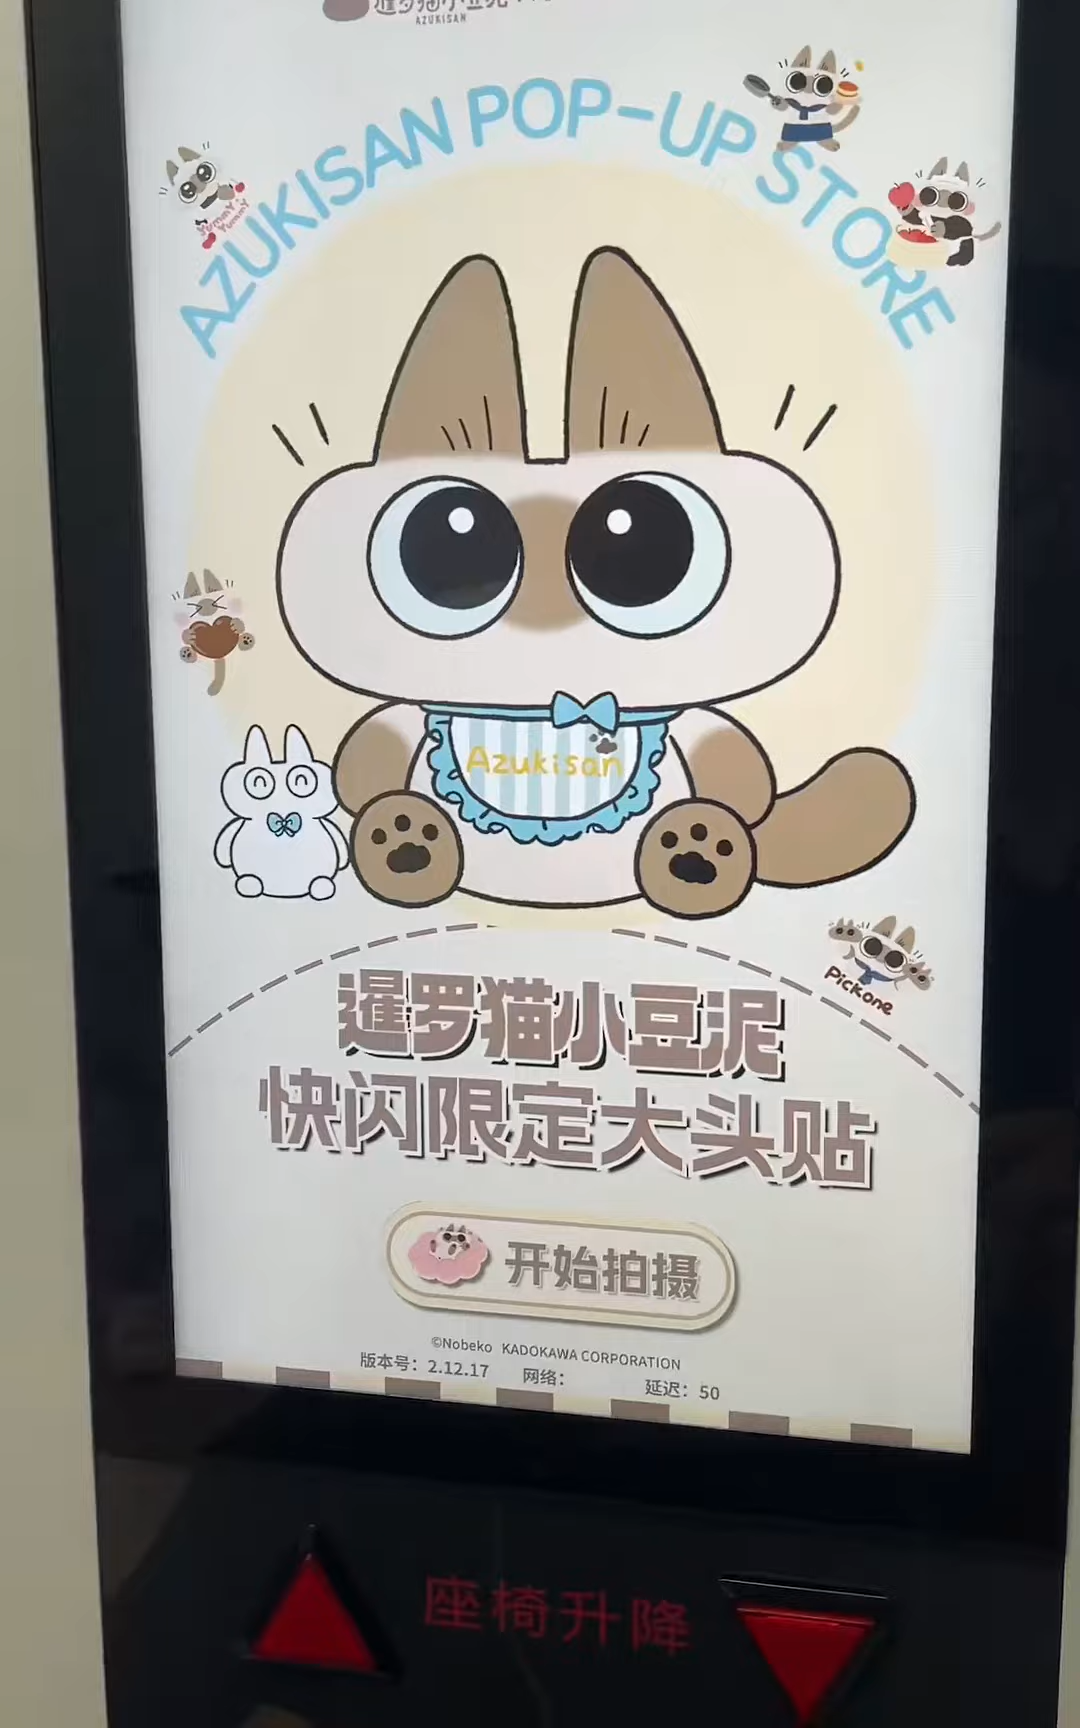 AZUKISAN
AZUKISAN POP-UP STORE
Yummy
Yummy
Azukisan
Pickone
暹罗猫小豆泥
快闪限定大头贴
开始拍摄
©Nobeko KADOKAWA CORPORATION
版本号：2.12.17 网络： 延迟：50
座椅升降